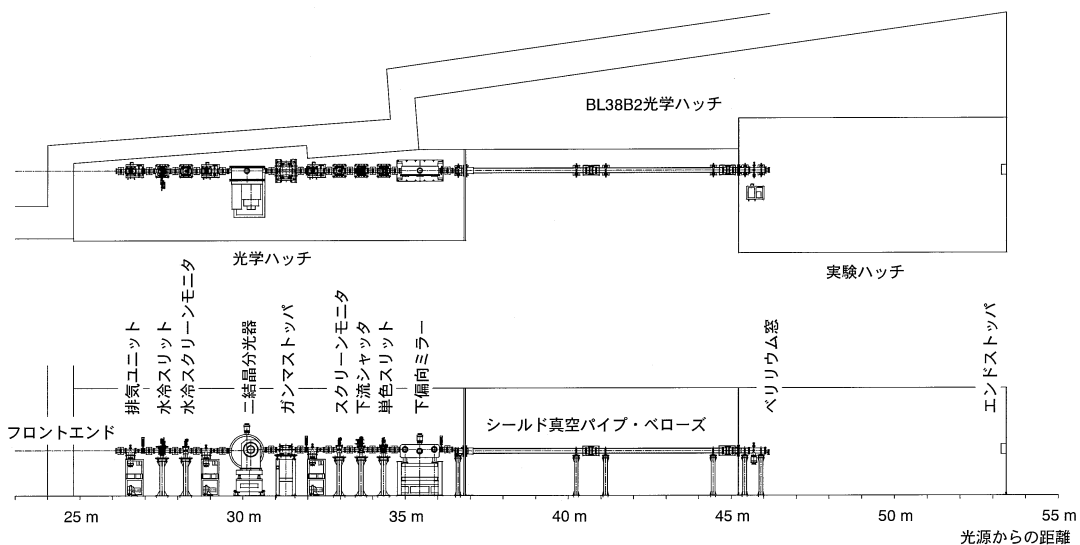 BL38B2光学ハッチ
光学ハッチ
実験ハッチ
排気ユニット
水冷スリット
水冷スクリーンモニタ
二結晶分光器
ガンマストッパ
スクリーンモニタ
下流シャッタ
単色スリット
下偏向ミラー
ベリリウム窓
エンドストッパ
フロントエンド
シールド真空パイプ・ベローズ
25 m
30 m
35 m
40 m
45 m
50 m
55 m
光源からの距離